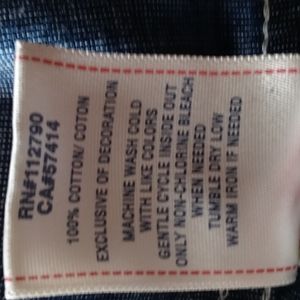 RN#112790
CA#57414
100% COTTON/ COTON
EXCLUSIVE OF DECORATION
MACHINE WASH COLD
WITH LIKE COLORS
GENTLE CYCLE INSIDE OUT
ONLY NON-CHLORINE BLEACH
WHEN NEEDED
TUMBLE DRY LOW
WARM IRON IF NEEDED